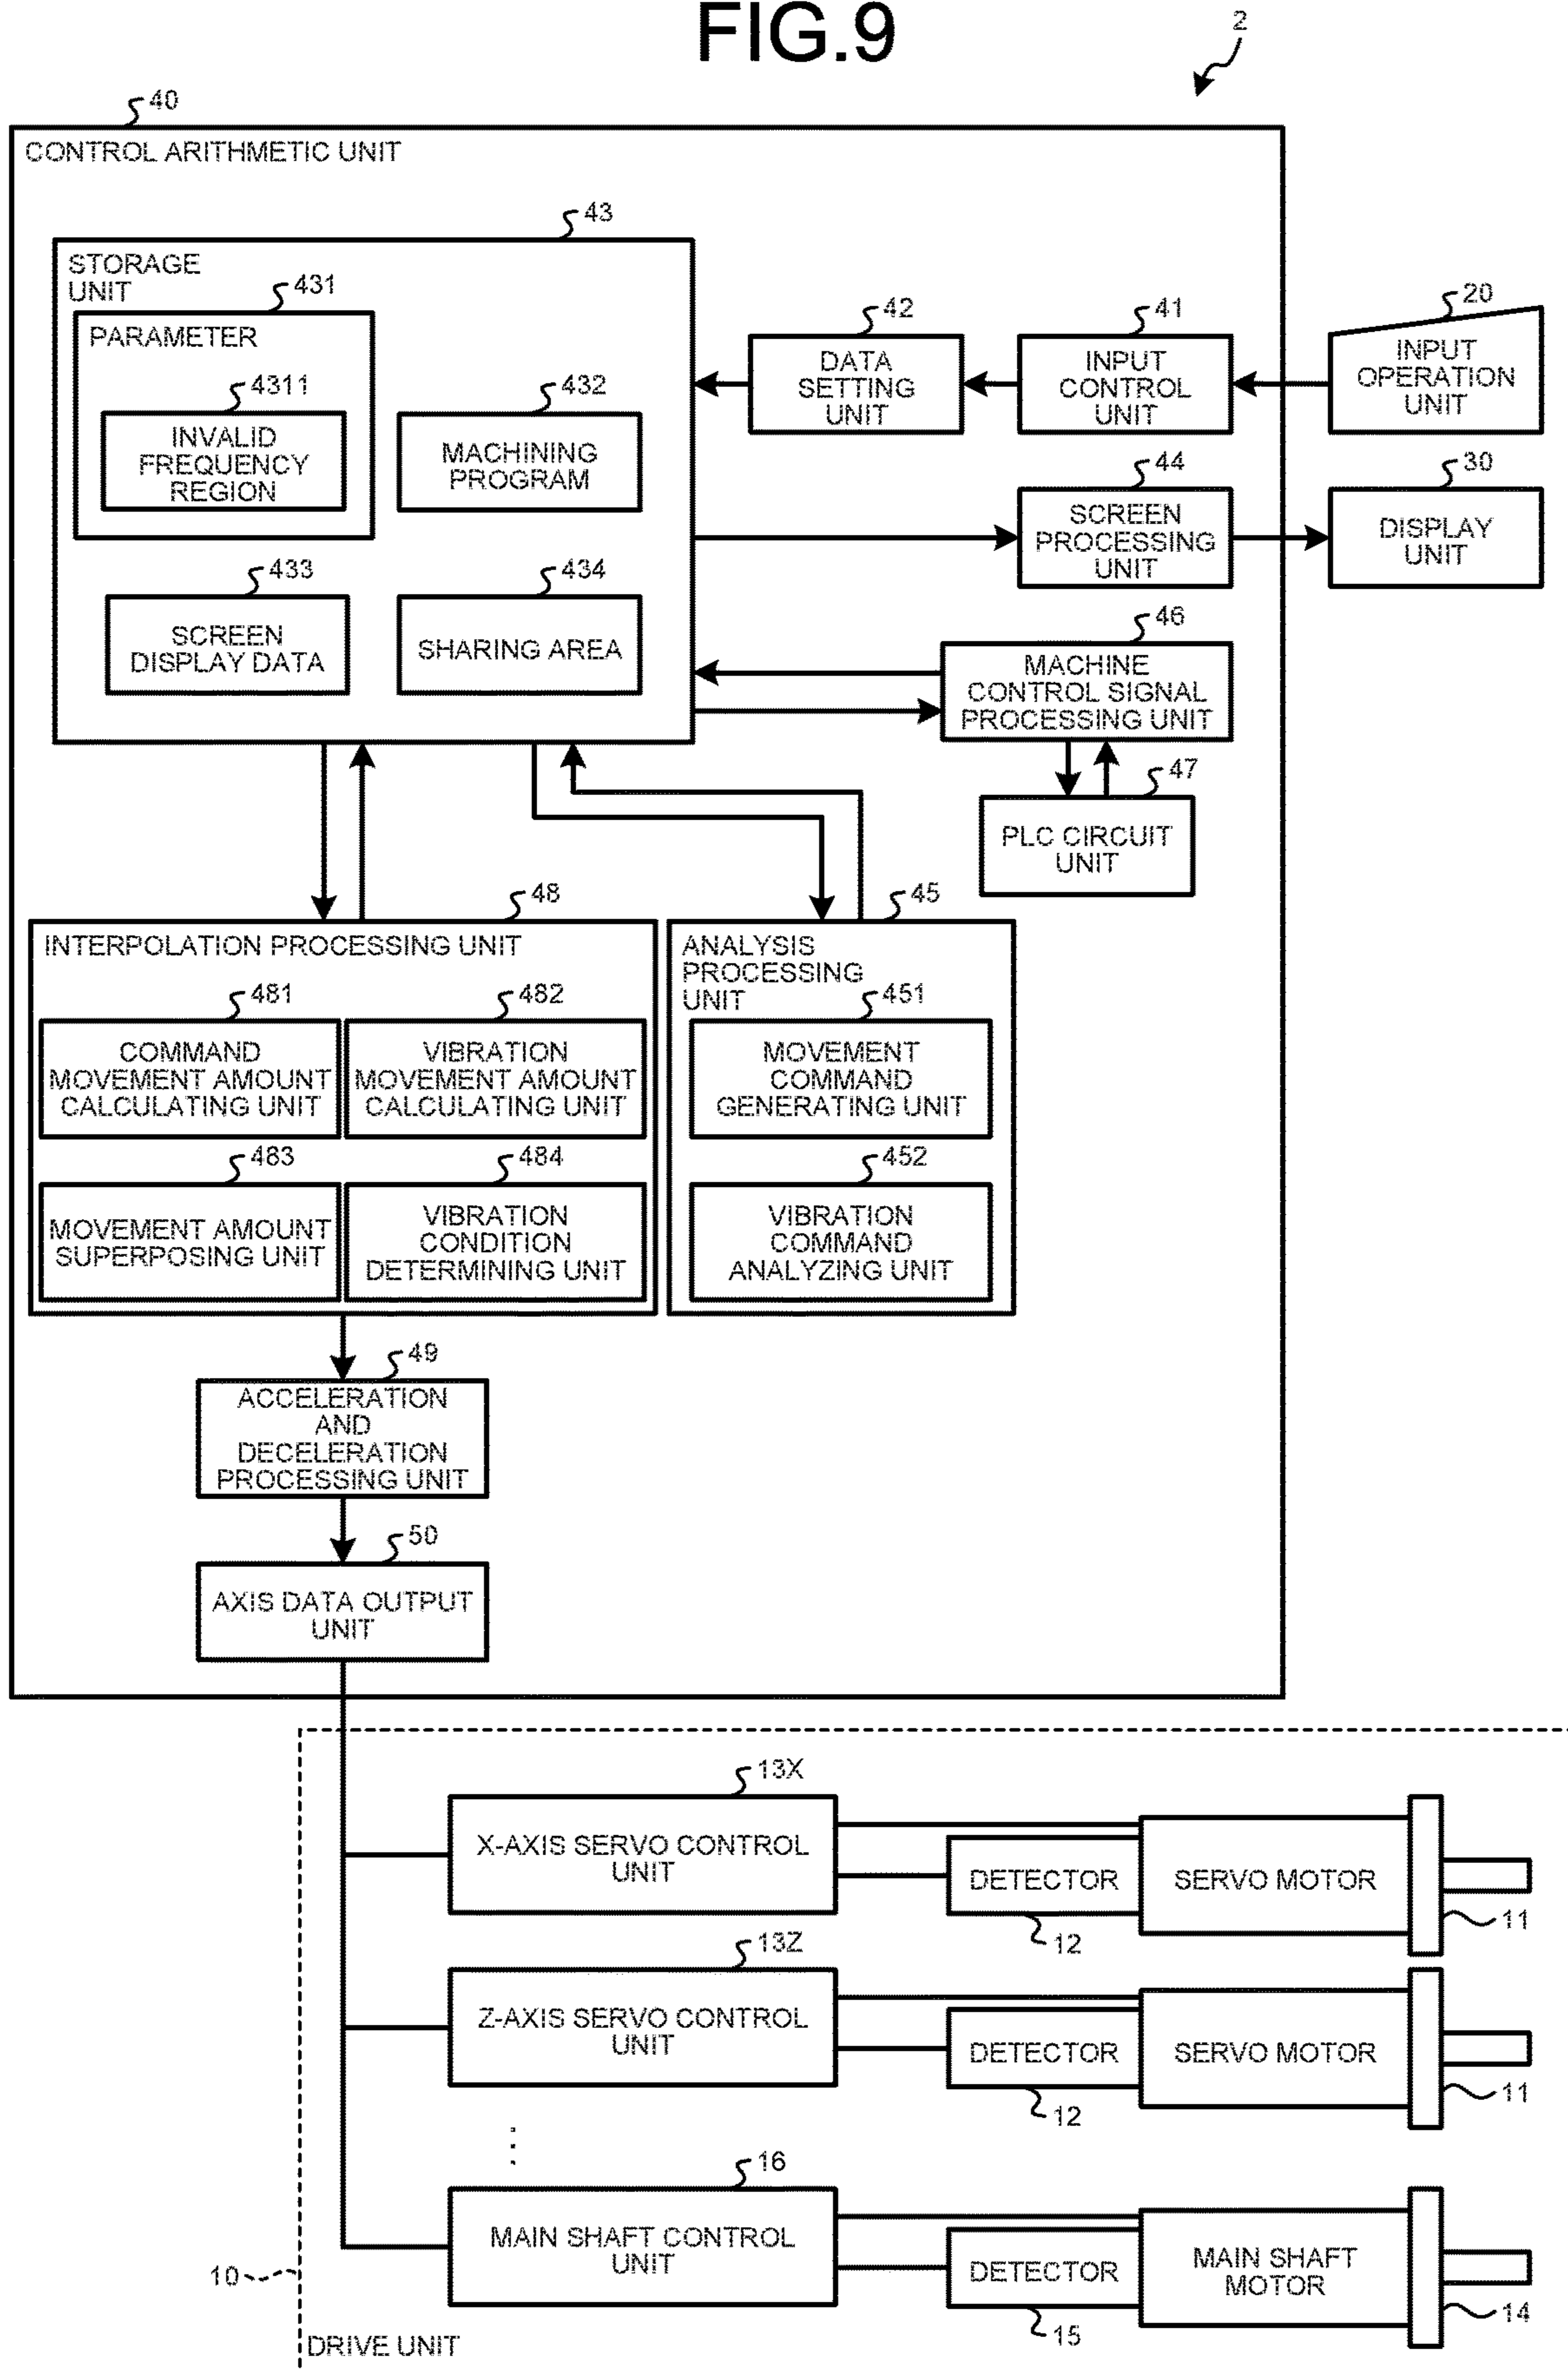 FIG.9
2
40
CONTROL ARITHMETIC UNIT
43
STORAGE
UNIT
431
PARAMETER
4311
INVALID
FREQUENCY
REGION
432
MACHINING
PROGRAM
433
SCREEN
DISPLAY DATA
434
SHARING AREA
42
DATA
SETTING
UNIT
41
INPUT
CONTROL
UNIT
20
INPUT
OPERATION
UNIT
44
SCREEN
PROCESSING
UNIT
30
DISPLAY
UNIT
46
MACHINE
CONTROL SIGNAL
PROCESSING UNIT
47
PLC CIRCUIT
UNIT
48
INTERPOLATION PROCESSING UNIT
481
COMMAND
MOVEMENT AMOUNT
CALCULATING UNIT
482
VIBRATION
MOVEMENT AMOUNT
CALCULATING UNIT
483
MOVEMENT AMOUNT
SUPERPOSING UNIT
484
VIBRATION
CONDITION
DETERMINING UNIT
45
ANALYSIS
PROCESSING
UNIT
451
MOVEMENT
COMMAND
GENERATING UNIT
452
VIBRATION
COMMAND
ANALYZING UNIT
49
ACCELERATION
AND
DECELERATION
PROCESSING UNIT
50
AXIS DATA OUTPUT
UNIT
13X
X-AXIS SERVO CONTROL
UNIT
DETECTOR
12
SERVO MOTOR
11
13Z
Z-AXIS SERVO CONTROL
UNIT
DETECTOR
12
SERVO MOTOR
11
16
MAIN SHAFT CONTROL
UNIT
DETECTOR
15
MAIN SHAFT
MOTOR
14
10
DRIVE UNIT